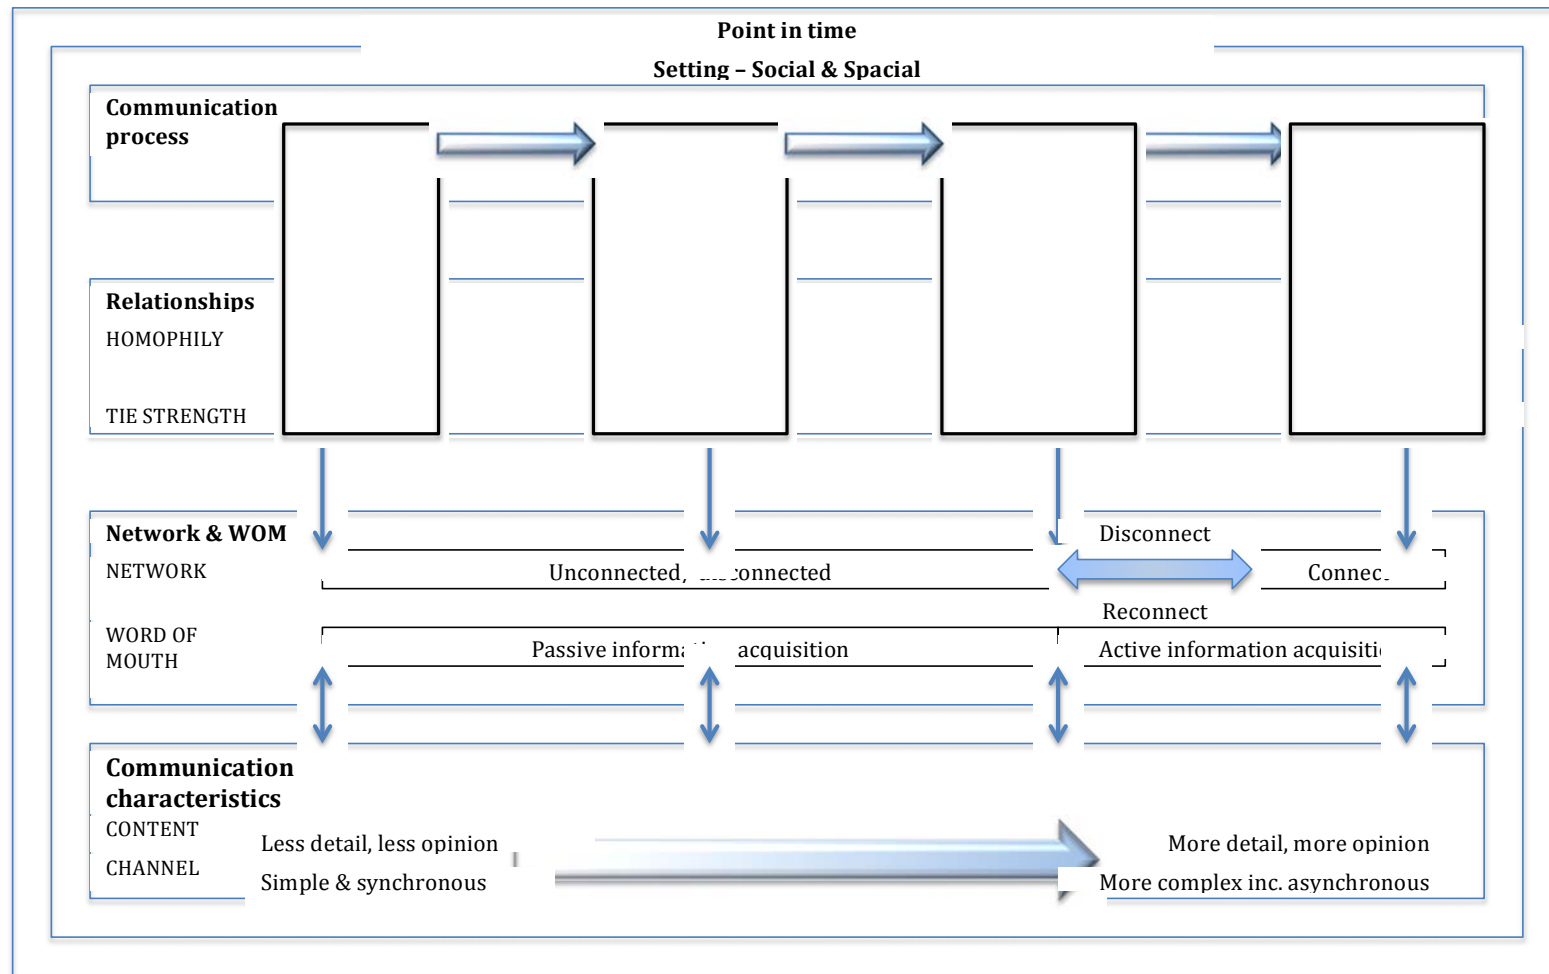 Point in time
Setting – Social & Spacial
Communication
process
Relationships
HOMOPHILY
TIE STRENGTH
Network & WOM
Disconnect
NETWORK
Unconnected,
Reconnect
WORD OF
MOUTH
Passive acquisition
Active information
Communication
characteristics
CONTENT
Less detail, less opinion
More detail, more opinion
CHANNEL
Simple & synchronous
More complex inc. asynchronous